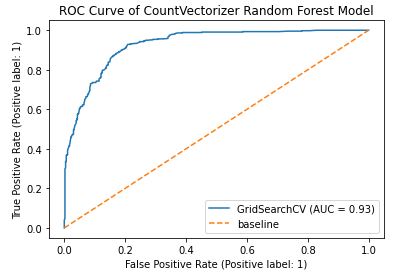 ROC Curve of CountVectorizer Random Forest Model
True Positive Rate (Positive label: 1)
1.0
0.8
0.6
0.4
0.2
0.0
GridSearchCV (AUC = 0.93)
baseline
0.0 0.2 0.4 0.6 0.8 1.0
False Positive Rate (Positive label: 1)